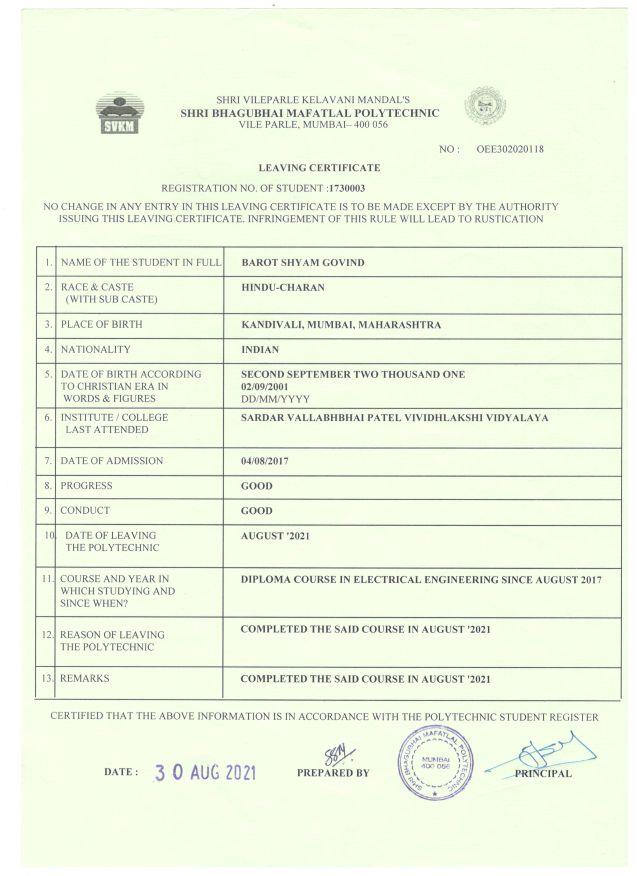 SHRI VILEPARLE KELAVANI MANDAL'S
SHRI BHAGUBHAI MAFATLAL POLYTECHNIC
VILE PARLE, MUMBAI– 400 056
SVKM
NO : OEE302020118
LEAVING CERTIFICATE
REGISTRATION NO. OF STUDENT :1730003
NO CHANGE IN ANY ENTRY IN THIS LEAVING CERTIFICATE IS TO BE MADE EXCEPT BY THE AUTHORITY
ISSUING THIS LEAVING CERTIFICATE. INFRINGEMENT OF THIS RULE WILL LEAD TO RUSTICATION
1. NAME OF THE STUDENT IN FULL BAROT SHYAM GOVIND
2. RACE & CASTE HINDU-CHARAN
(WITH SUB CASTE)
3. PLACE OF BIRTH KANDIVALI, MUMBAI, MAHARASHTRA
4. NATIONALITY INDIAN
5. DATE OF BIRTH ACCORDING SECOND SEPTEMBER TWO THOUSAND ONE
TO CHRISTIAN ERA IN 02/09/2001
WORDS & FIGURES DD/MM/YYYY
6. INSTITUTE / COLLEGE SARDAR VALLABHBHAI PATEL VIVIDHLAKSHI VIDYALAYA
LAST ATTENDED
7. DATE OF ADMISSION 04/08/2017
8. PROGRESS GOOD
9. CONDUCT GOOD
10. DATE OF LEAVING AUGUST '2021
THE POLYTECHNIC
11. COURSE AND YEAR IN DIPLOMA COURSE IN ELECTRICAL ENGINEERING SINCE AUGUST 2017
WHICH STUDYING AND
SINCE WHEN?
12. REASON OF LEAVING COMPLETED THE SAID COURSE IN AUGUST '2021
THE POLYTECHNIC
13. REMARKS COMPLETED THE SAID COURSE IN AUGUST '2021
CERTIFIED THAT THE ABOVE INFORMATION IS IN ACCORDANCE WITH THE POLYTECHNIC STUDENT REGISTER
DATE : 30 AUG 2021 PREPARED BY PRINCIPAL
SHRI BHAGUBHAI MAFATLAL POLYTECHNIC
MUMBAI
400 056